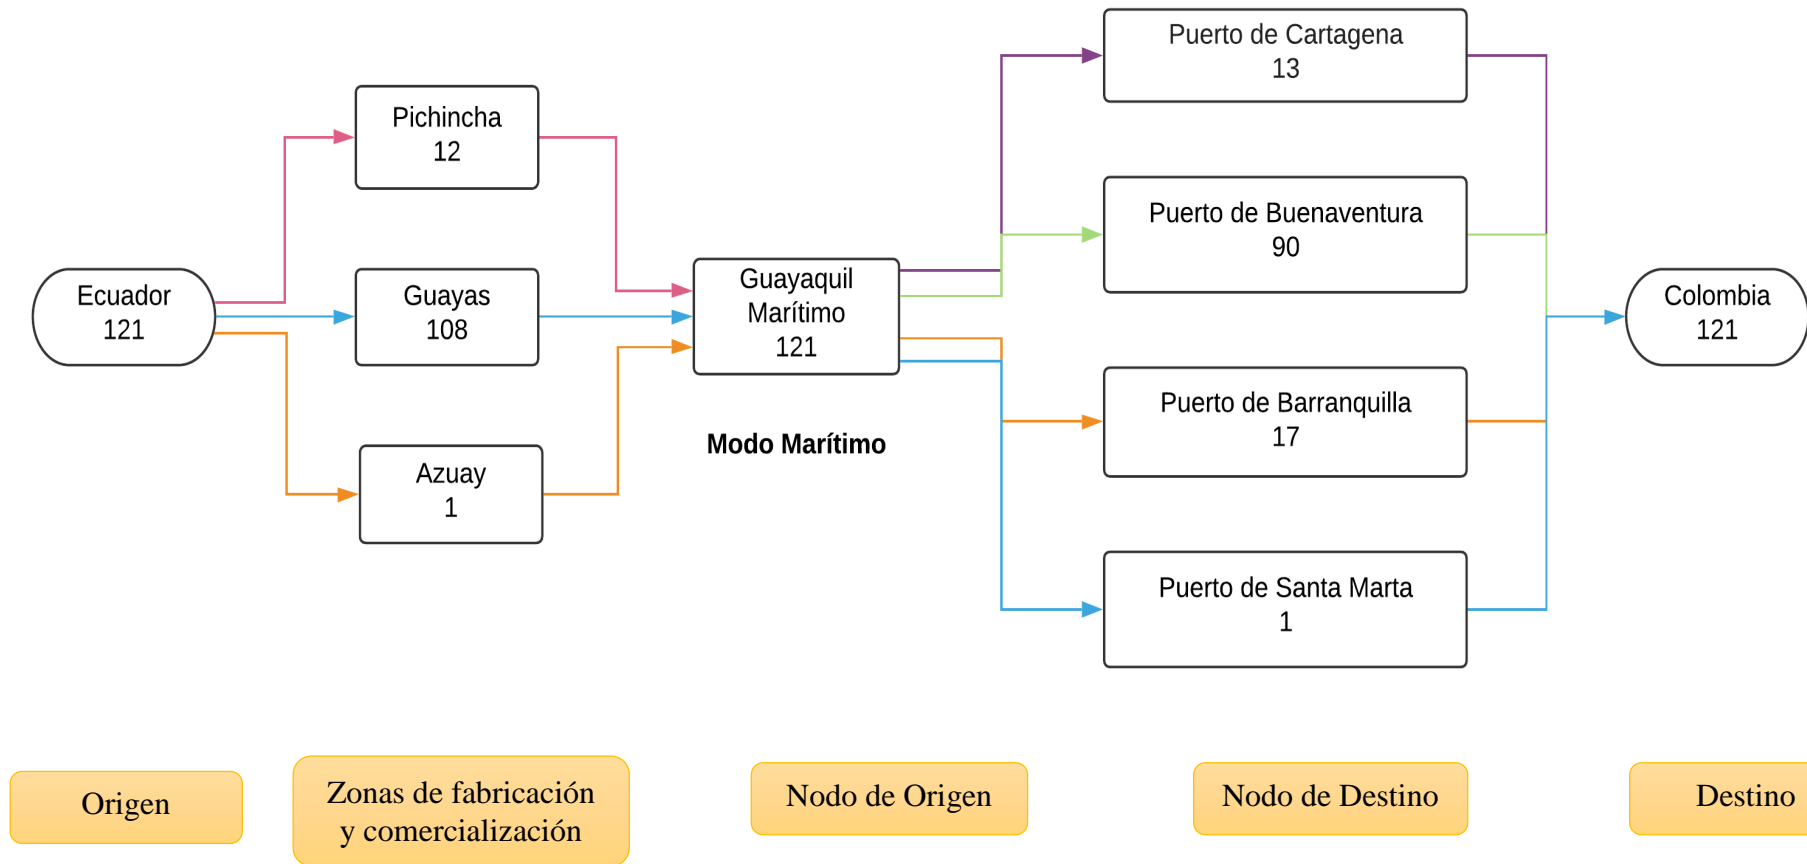 Ecuador
121
Pichincha
12
Guayas
108
Azuay
1
Guayaquil
Marítimo
121
Modo Marítimo
Puerto de Cartagena
13
Puerto de Buenaventura
90
Puerto de Barranquilla
17
Puerto de Santa Marta
1
Colombia
121
Origen
Zonas de fabricación
y comercialización
Nodo de Origen
Nodo de Destino
Destino